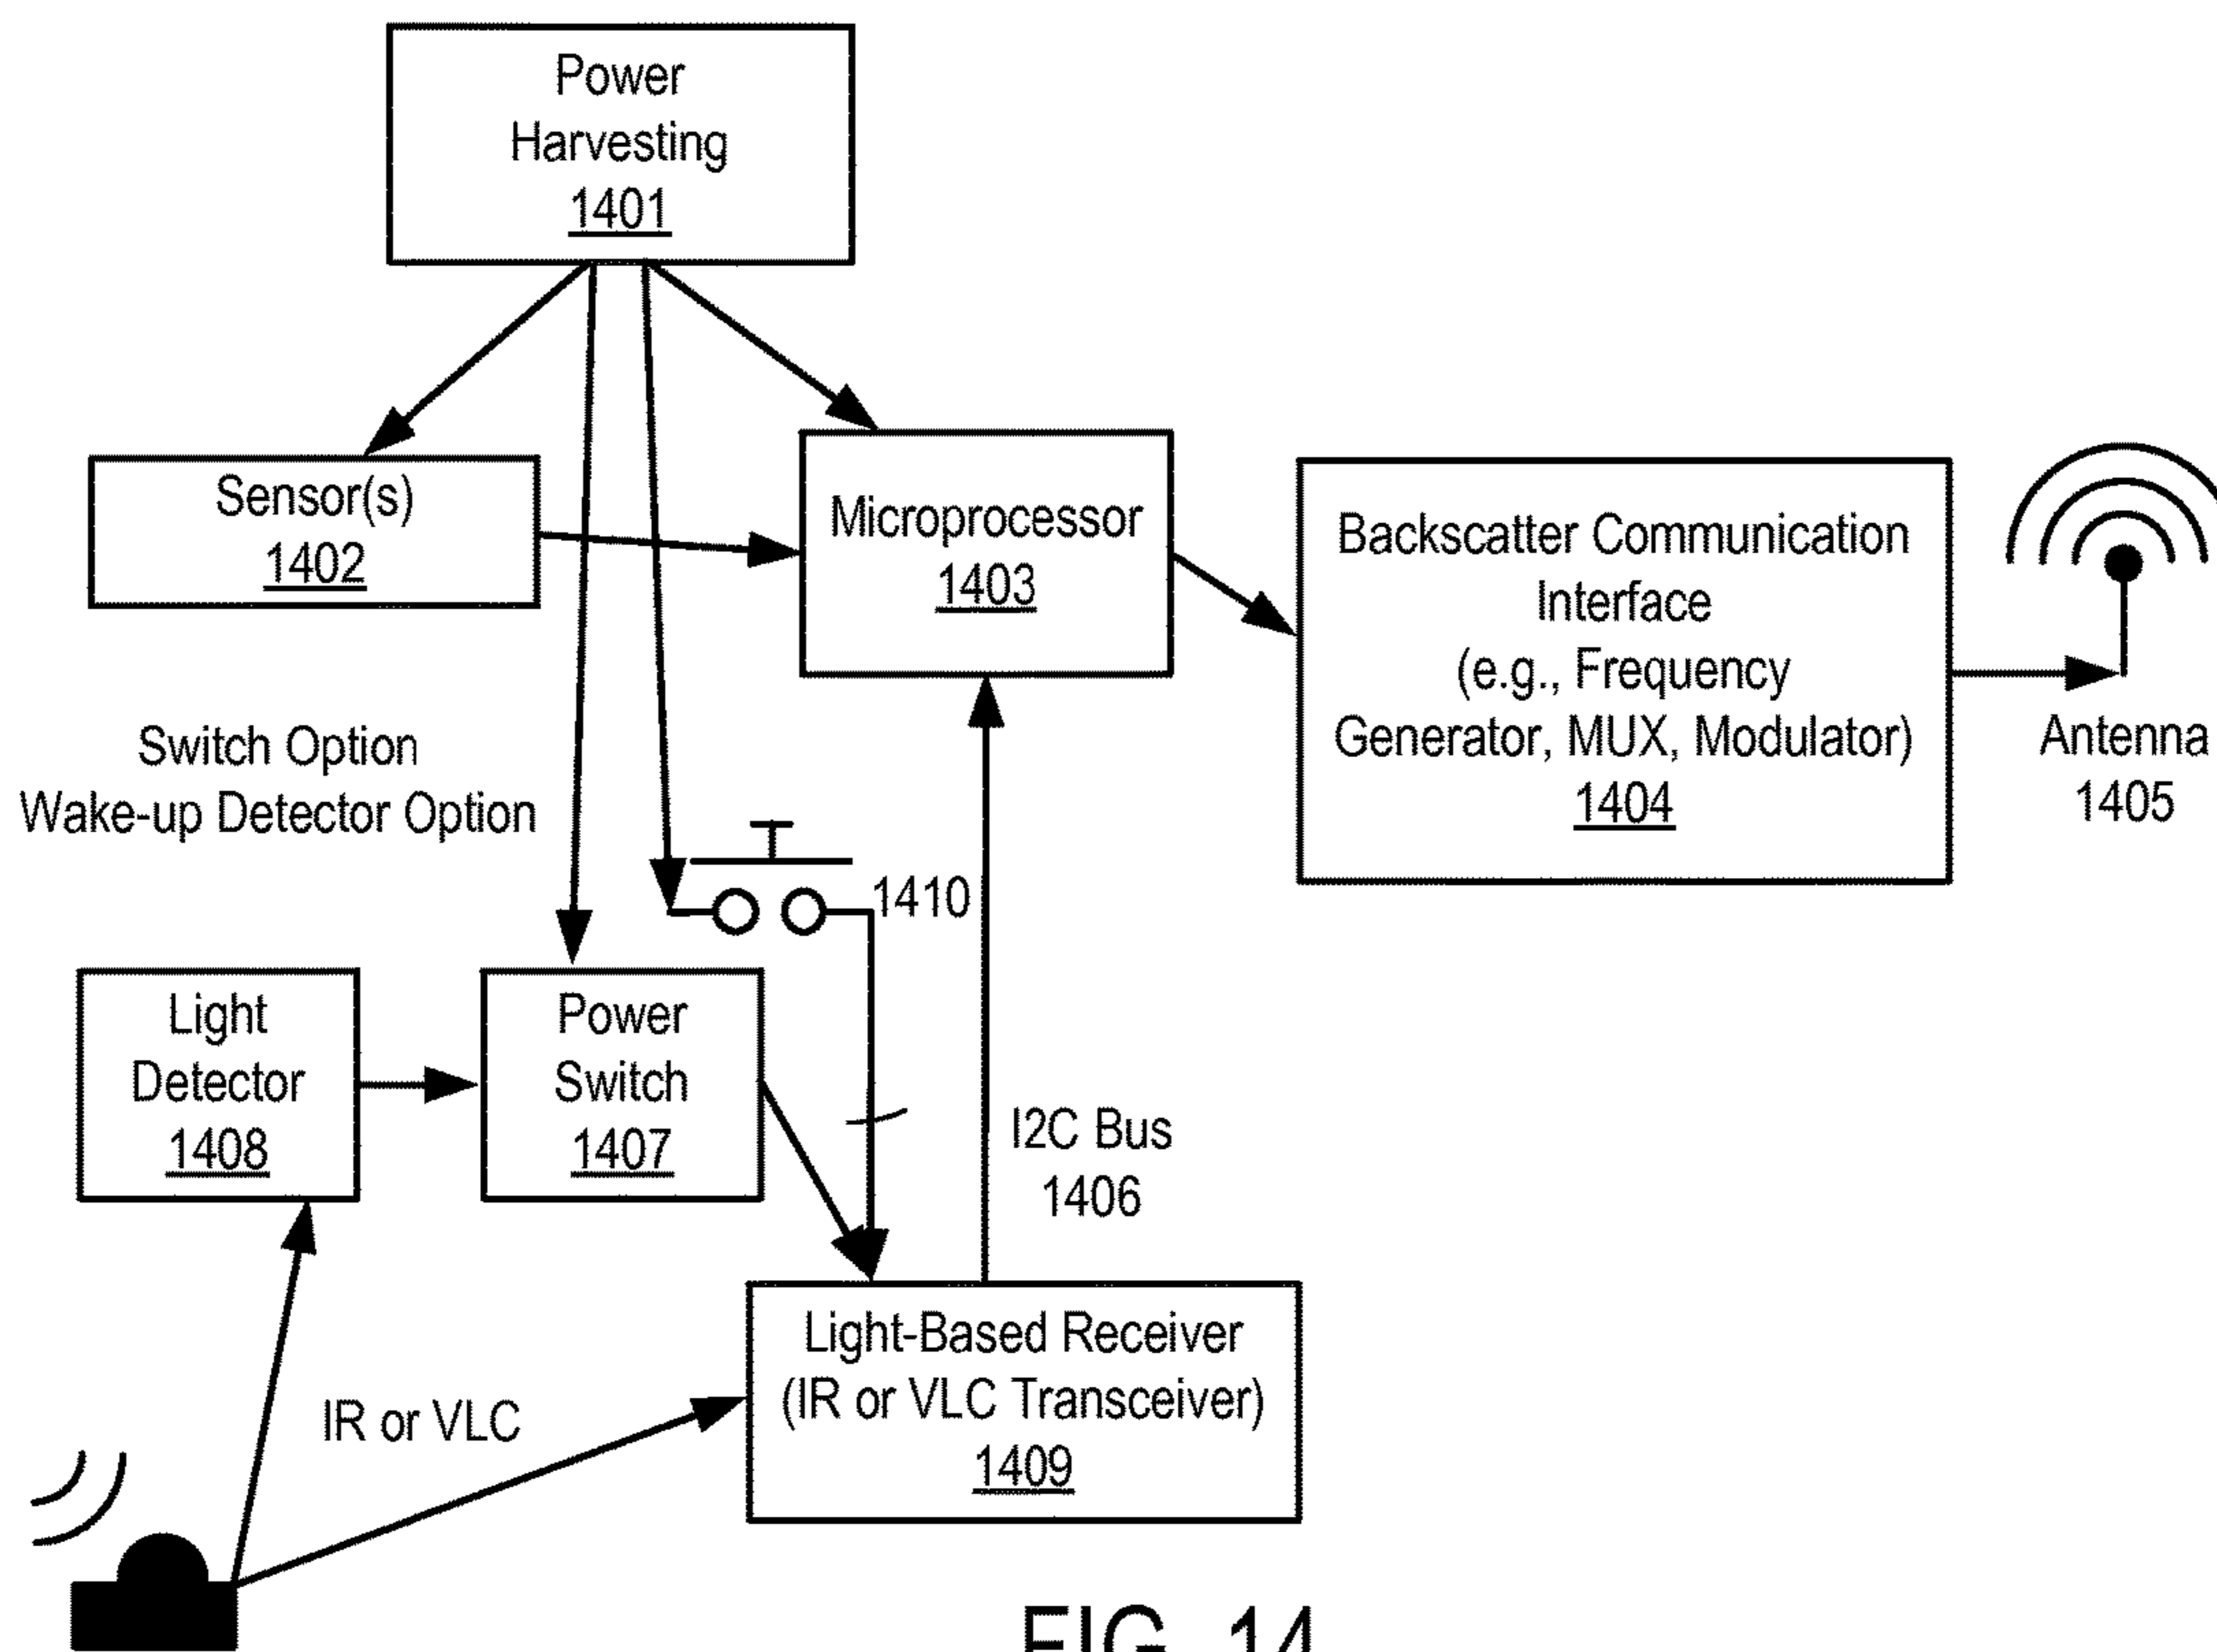 Power
Harvesting
1401
Sensor(s)
1402
Microprocessor
1403
Backscatter Communication
Interface
(e.g., Frequency
Generator, MUX, Modulator)
1404
Antenna
1405
Switch Option
Wake-up Detector Option
1410
Light
Detector
1408
Power
Switch
1407
I2C Bus
1406
Light-Based Receiver
(IR or VLC Transceiver)
1409
IR or VLC
FIG. 14